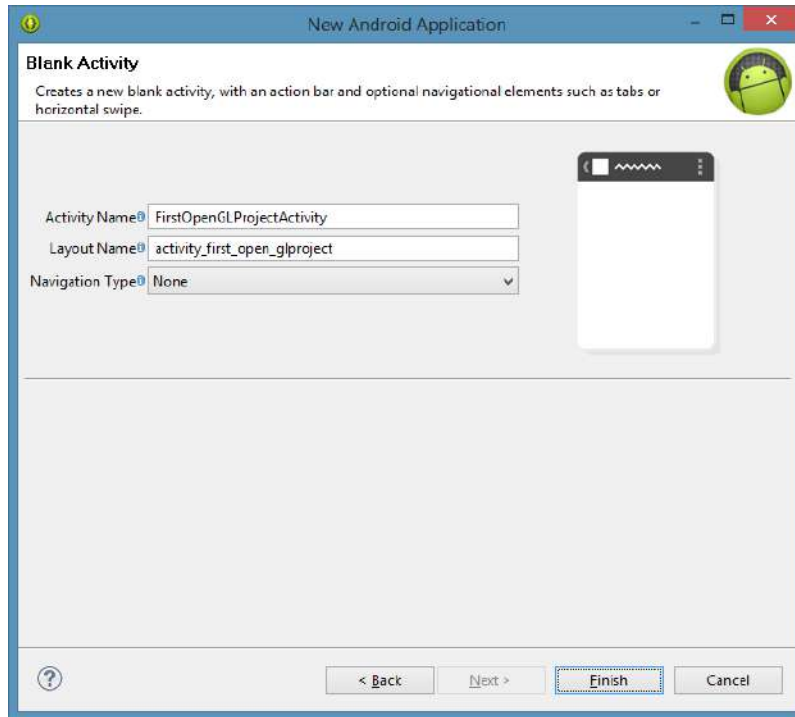 New Android Application
Blank Activity
Creates a new blank activity, with an action bar and optional navigational elements such as tabs or
horizontal swipe.
Activity Name FirstOpenGLProjectActivity
Layout Name activity_first_open_glproject
Navigation Type None
< Back Next > Finish Cancel